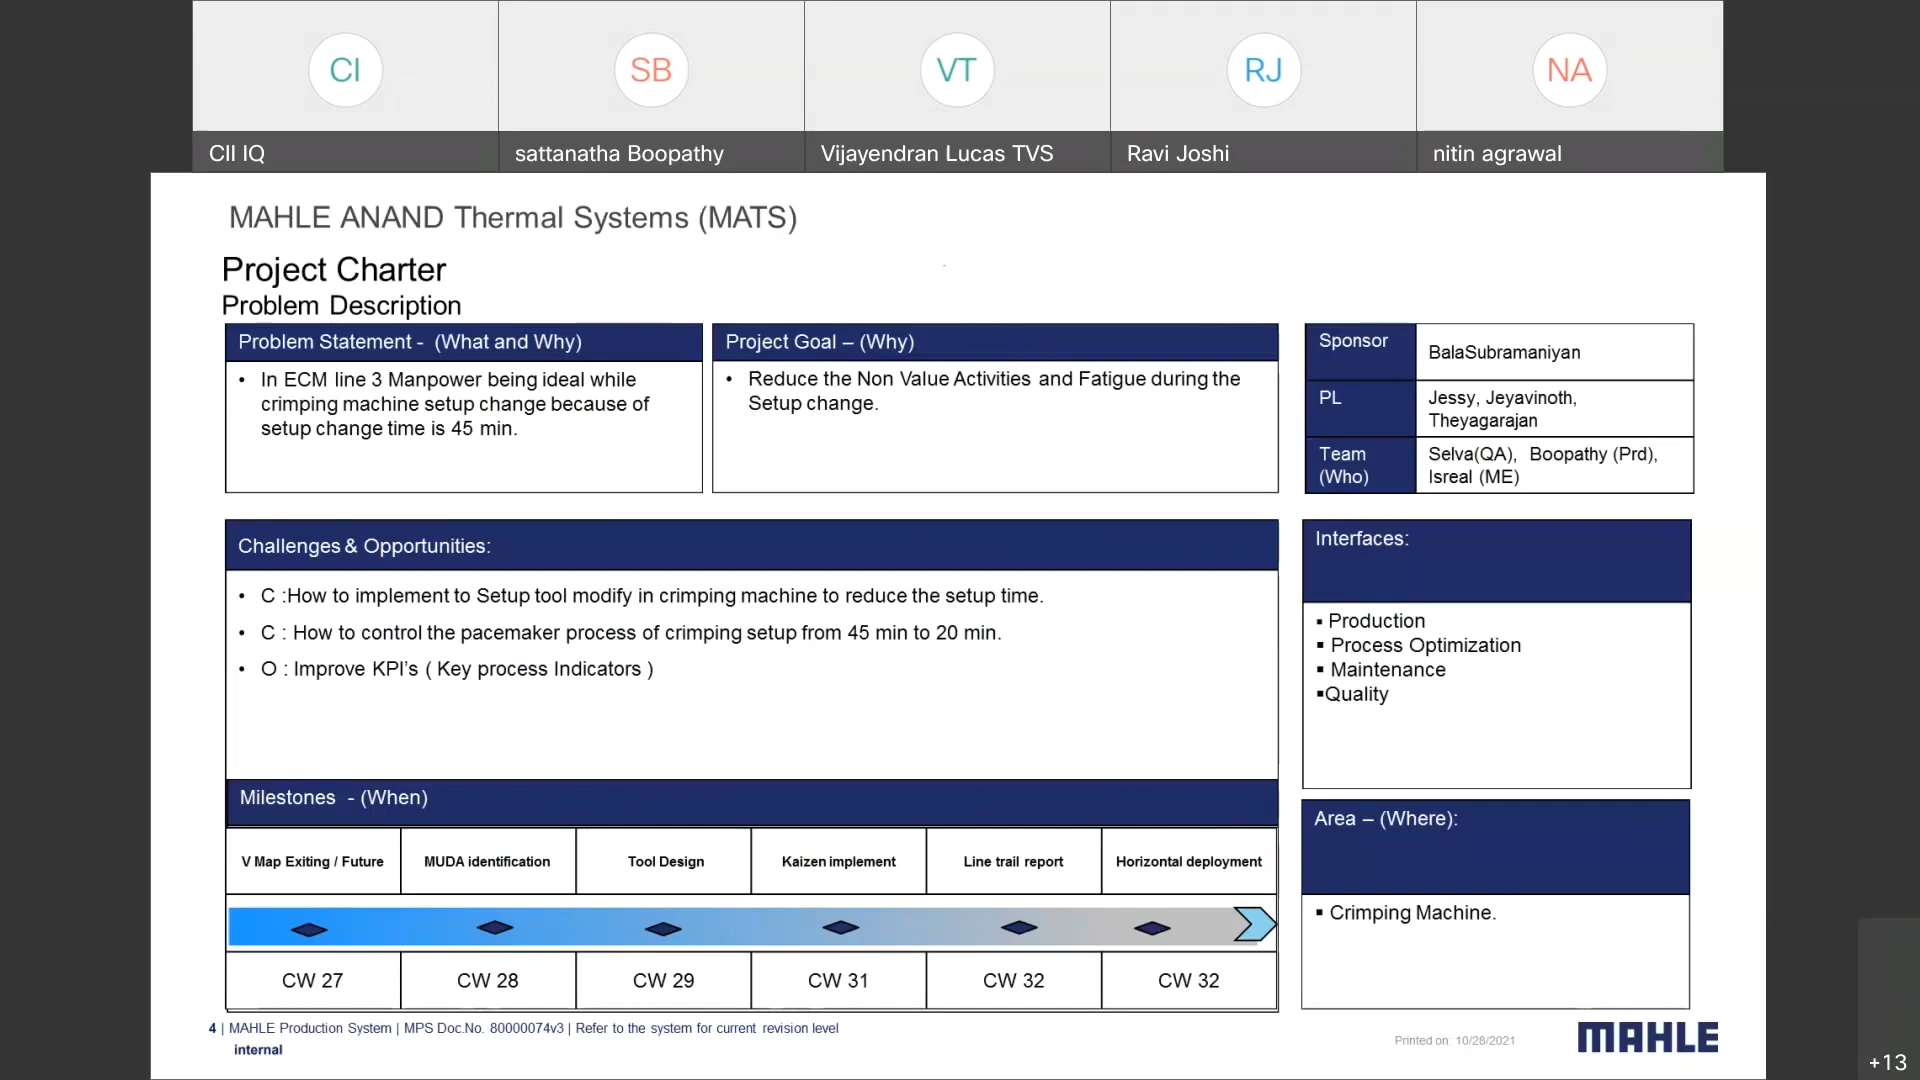 CI
SB
VT
RJ
NA
CII IQ
sattanatha Boopathy
Vijayendran Lucas TVS
Ravi Joshi
nitin agrawal
MAHLE ANAND Thermal Systems (MATS)
Project Charter
Problem Description
Problem Statement - (What and Why)
• In ECM line 3 Manpower being ideal while
crimping machine setup change because of
setup change time is 45 min.
Project Goal – (Why)
• Reduce the Non Value Activities and Fatigue during the
Setup change.
Sponsor
BalaSubramaniyan
PL
Jessy, Jeyavinoth,
Theyagarajan
Team
(Who)
Selva(QA), Boopathy (Prd),
Isreal (ME)
Challenges & Opportunities:
• C :How to implement to Setup tool modify in crimping machine to reduce the setup time.
• C : How to control the pacemaker process of crimping setup from 45 min to 20 min.
• O : Improve KPI’s ( Key process Indicators )
Interfaces:
▪ Production
▪ Process Optimization
▪ Maintenance
▪Quality
Milestones - (When)
V Map Exiting / Future
MUDA identification
Tool Design
Kaizen implement
Line trail report
Horizontal deployment
CW 27
CW 28
CW 29
CW 31
CW 32
CW 32
Area – (Where):
▪ Crimping Machine.
4 | MAHLE Production System | MPS Doc.No. 80000074v3 | Refer to the system for current revision level
internal
Printed on: 10/28/2021
MAHLE
+13